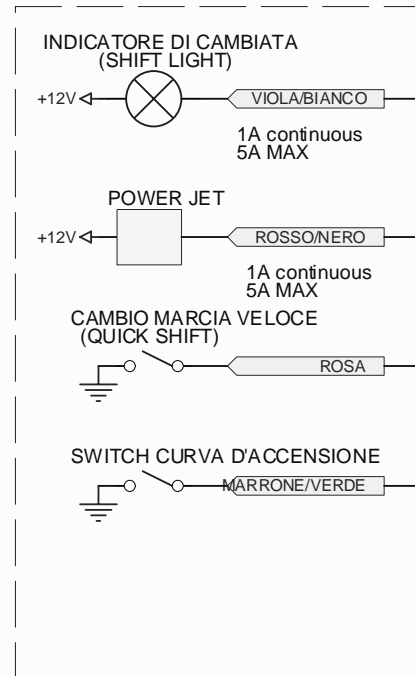 INDICATORE DI CAMBIATA
(SHIFT LIGHT)
+12V
VIOLA/BIANCO
1A continuous
5A MAX
POWER JET
+12V
ROSSO/NERO
1A continuous
5A MAX
CAMBIO MARCIA VELOCE
(QUICK SHIFT)
ROSA
SWITCH CURVA D'ACCENSIONE
MARRONE/VERDE